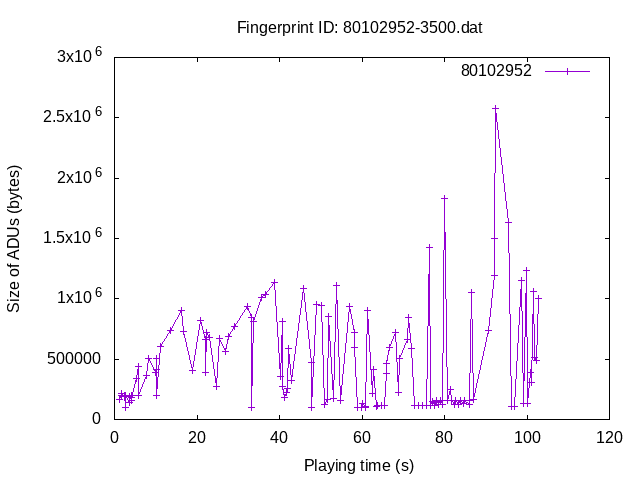 Fingerprint ID: 80102952-3500.dat
80102952
Size of ADUs (bytes)
3x10^6
2.5x10^6
2x10^6
1.5x10^6
1x10^6
500000
0
0 20 40 60 80 100 120
Playing time (s)